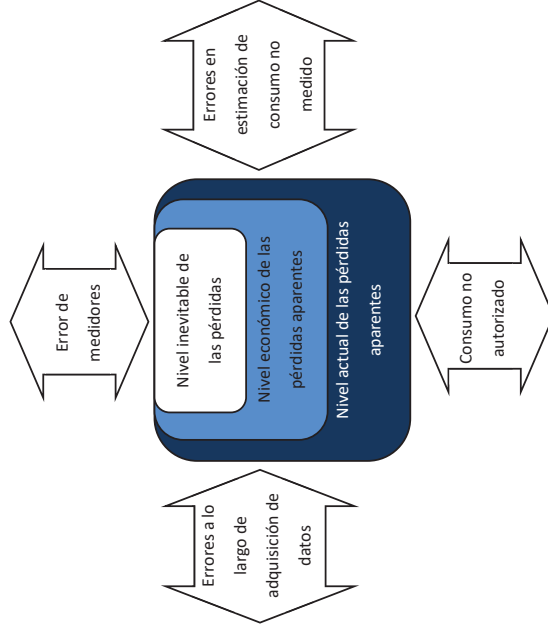 Error de
medidores
Errores a lo
largo de
adquisición de
datos
Nivel inevitable de
las pérdidas
Nivel económico de las
pérdidas aparentes
Nivel actual de las pérdidas
aparentes
Errores en
estimación de
consumo no
medido
Consumo no
autorizado